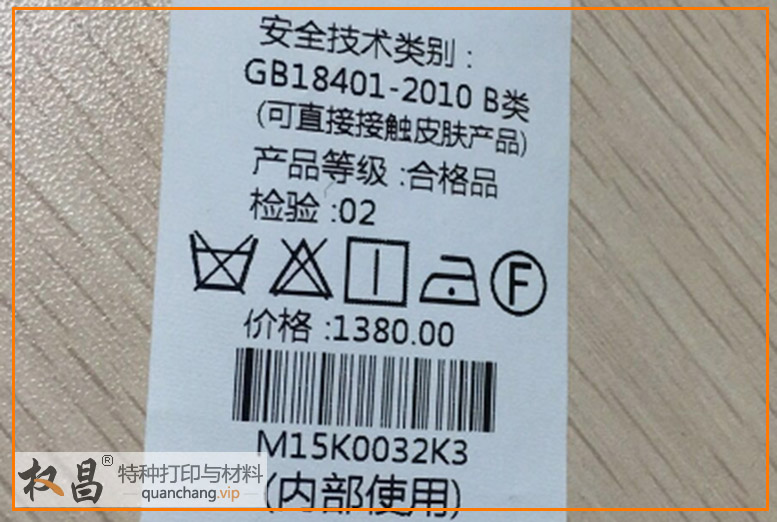 安全技术类别:
GB18401-2010 B类
(可直接接触皮肤产品)
产品等级:合格品
检验:02
F
价格:1380.00
M15K0032K3
(内部使用)
权昌®
特种打印与材料
quanchang.vip